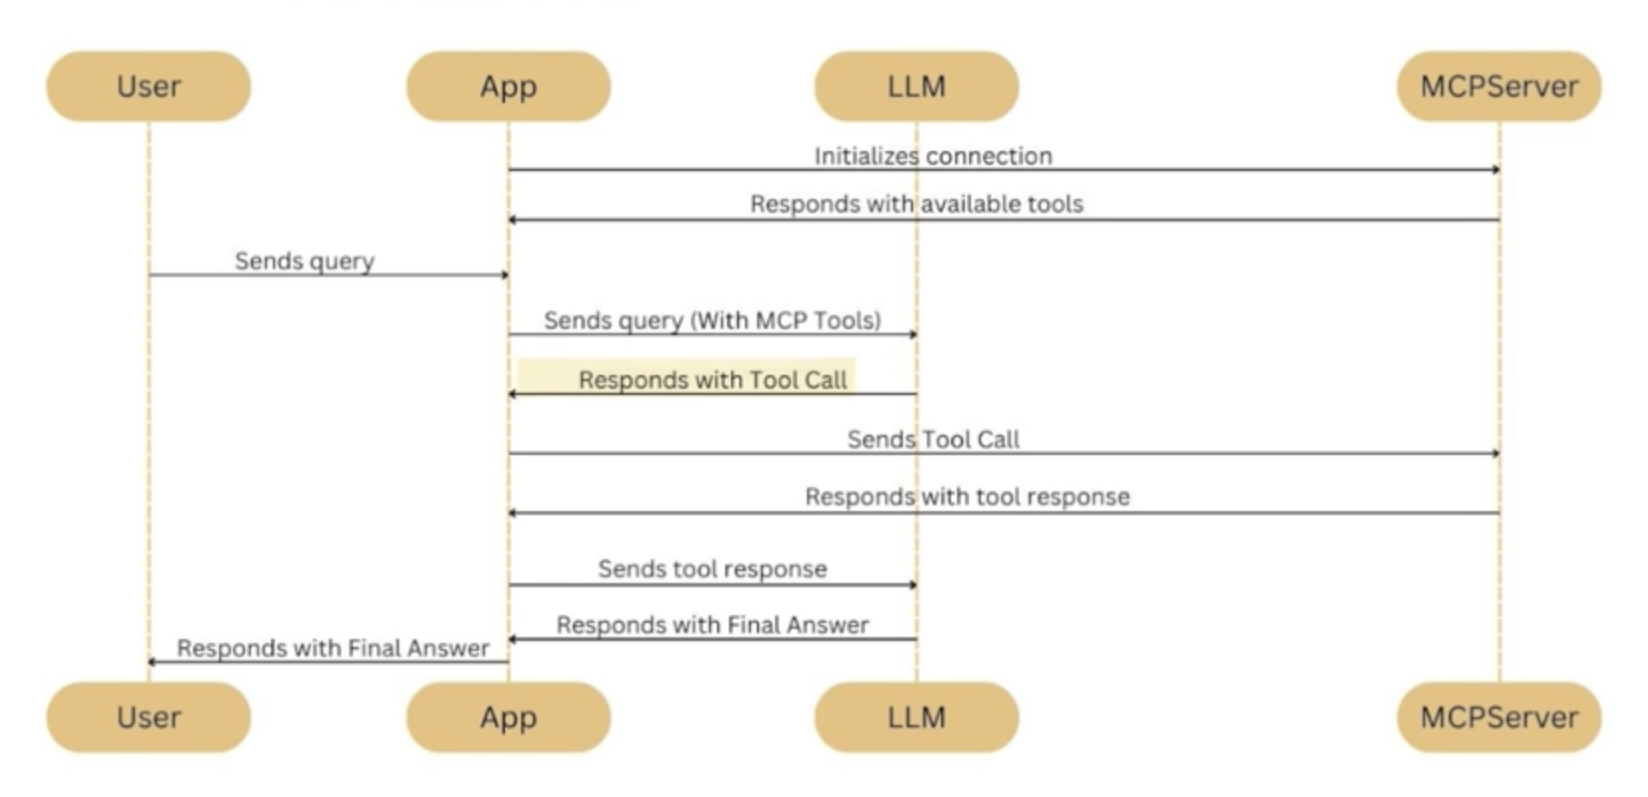 User
App
LLM
MCPServer
Initializes connection
Responds with available tools
Sends query
Sends query (With MCP Tools)
Responds with Tool Call
Sends Tool Call
Responds with tool response
Sends tool response
Responds with Final Answer
Responds with Final Answer
User
App
LLM
MCPServer